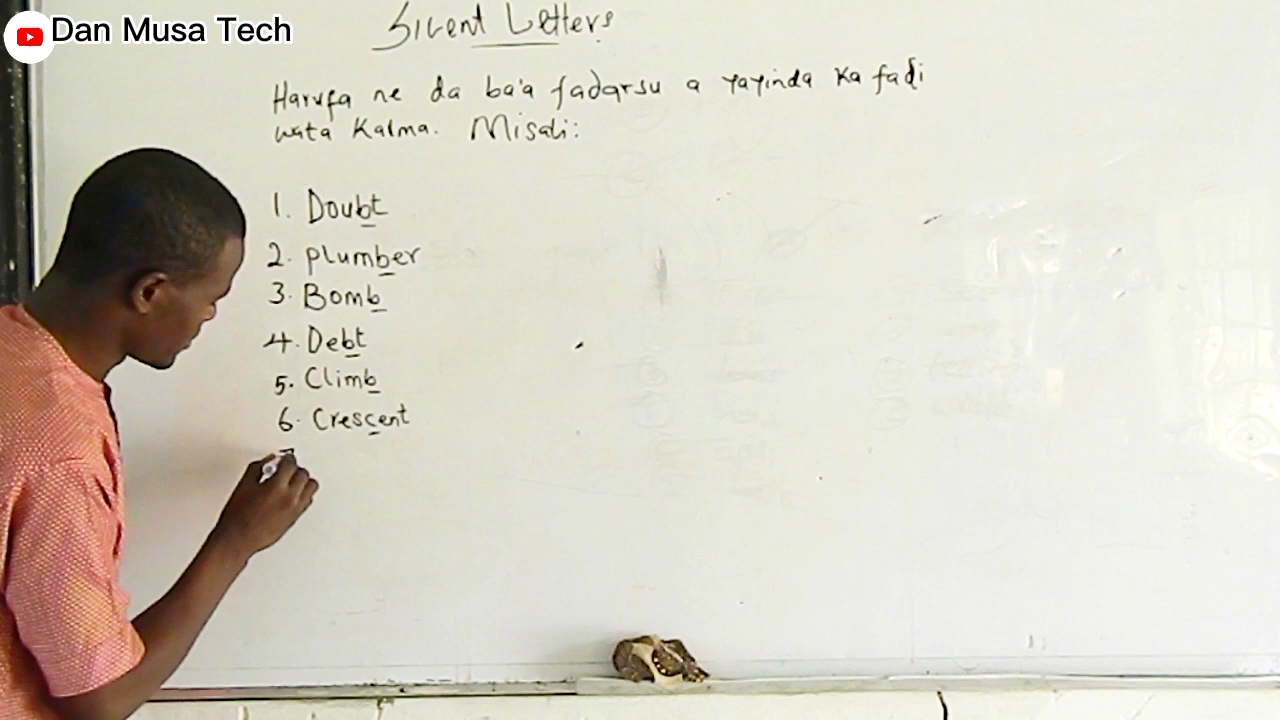 Dan Musa Tech
Silent Letters
Harufa ne da ba'a fadarsu a yayinda ka fadi
wata Kalma. Misali:
1. Doubt
2. Plumber
3. Bomb
4. Debt
5. Climb
6. Crescent